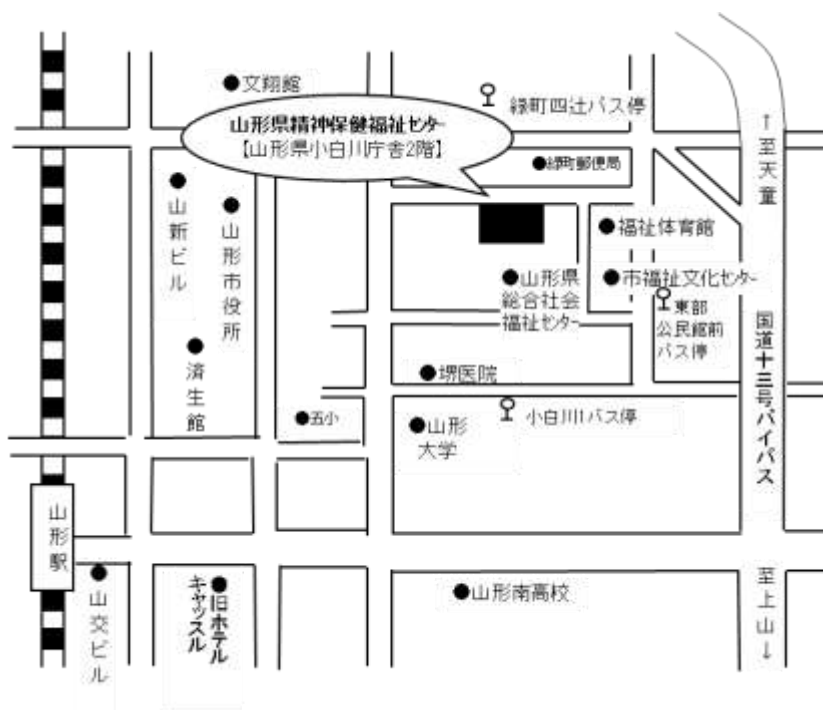 文翔館
緑町四辻バス停
山形県精神保健福祉センター
【山形県小白川庁舎2階】
緑町郵便局
↑至天童
山新ビル
山形市役所
福祉体育館
山形県
総合社会
福祉センター
市福祉文化センター
東部
公民館前
バス停
国道十三号バイパス
済生館
堺医院
五小
山形
大学
小白川1バス停
山形駅
山交ビル
旧ホテル
キャッスル
山形南高校
至上山↓